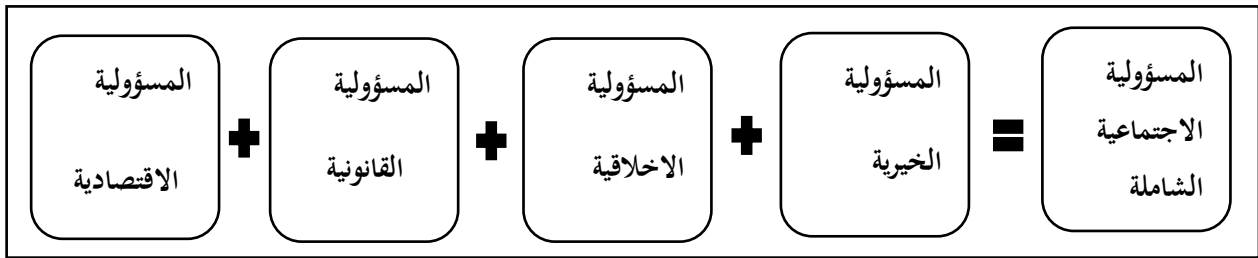 المسؤولية
الاقتصادية
+
المسؤولية
القانونية
+
المسؤولية
الاخلاقية
+
المسؤولية
الخيرية
=
المسؤولية
الاجتماعية
الشاملة